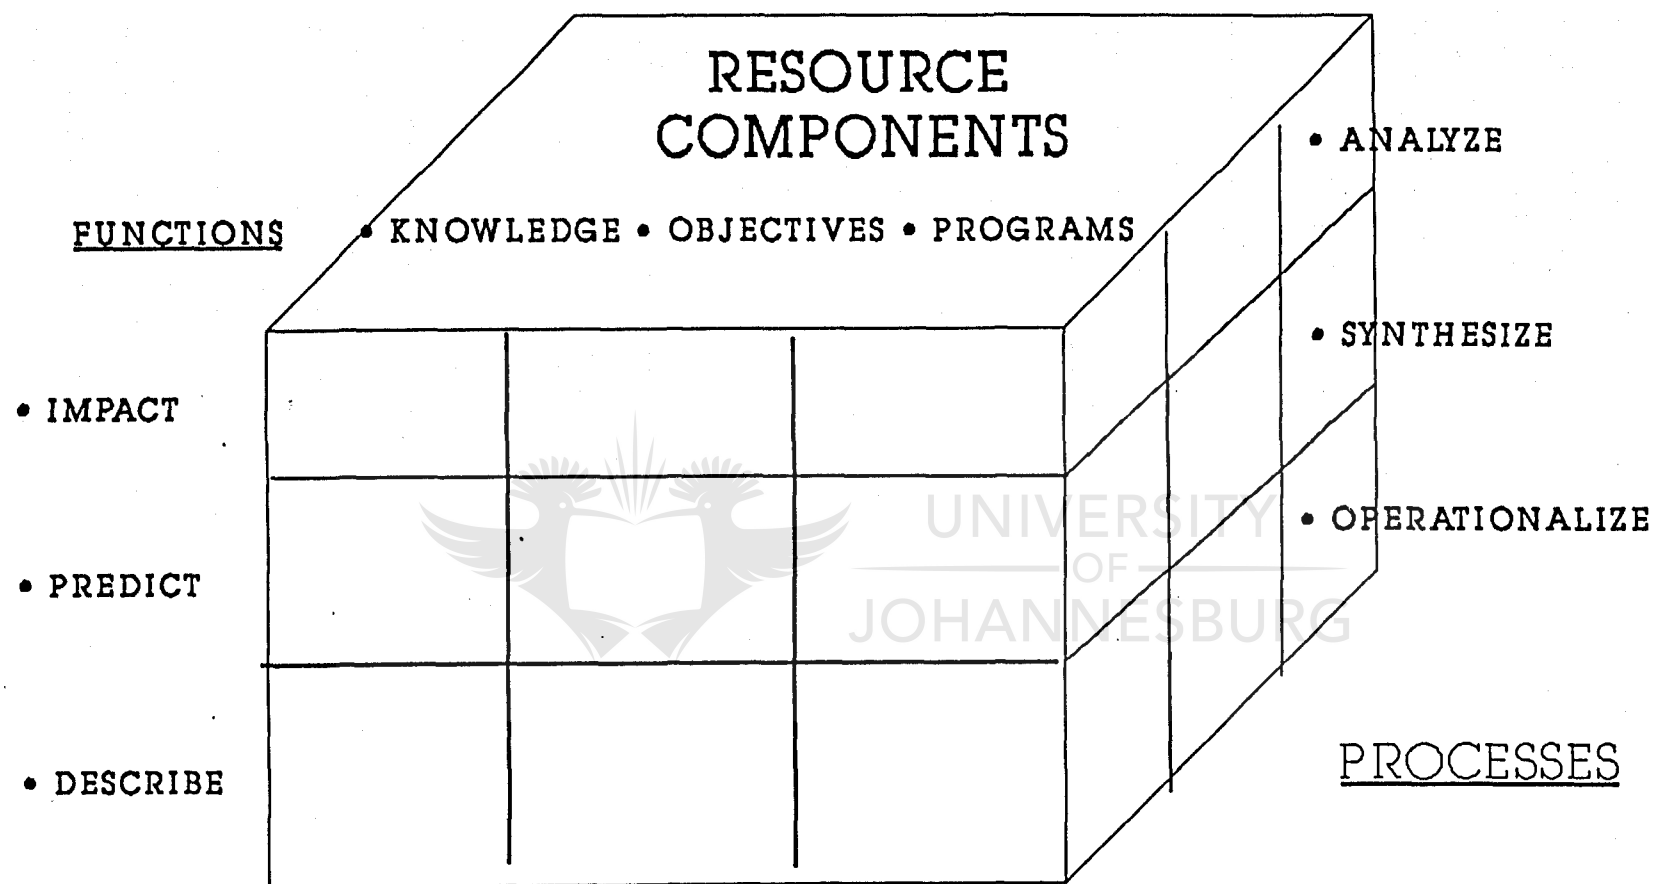 RESOURCE
COMPONENTS
• ANALYZE
FUNCTIONS
• KNOWLEDGE • OBJECTIVES • PROGRAMS
• SYNTHESIZE
• IMPACT
UNIVERSITY
OF
JOHANNESBURG
• OPERATIONALIZE
• PREDICT
• DESCRIBE
PROCESSES